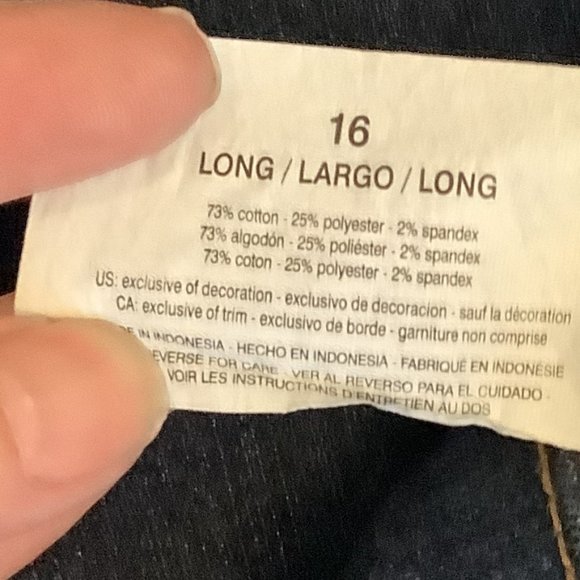 16
LONG / LARGO / LONG
73% cotton - 25% polyester - 2% spandex
73% algodón - 25% poliéster - 2% spandex
73% coton - 25% polyester - 2% spandex
US: exclusive of decoration - exclusivo de decoracion - sauf la décoration
CA: exclusive of trim - exclusivo de borde - garniture non comprise
IN INDONESIA - HECHO EN INDONESIA - FABRIQUÉ EN INDONÉSIE
EVERSE FOR CARE - VER AL REVERSO PARA EL CUIDADO -
VOIR LES INSTRUCTIONS D'ENTRETIEN AU DOS